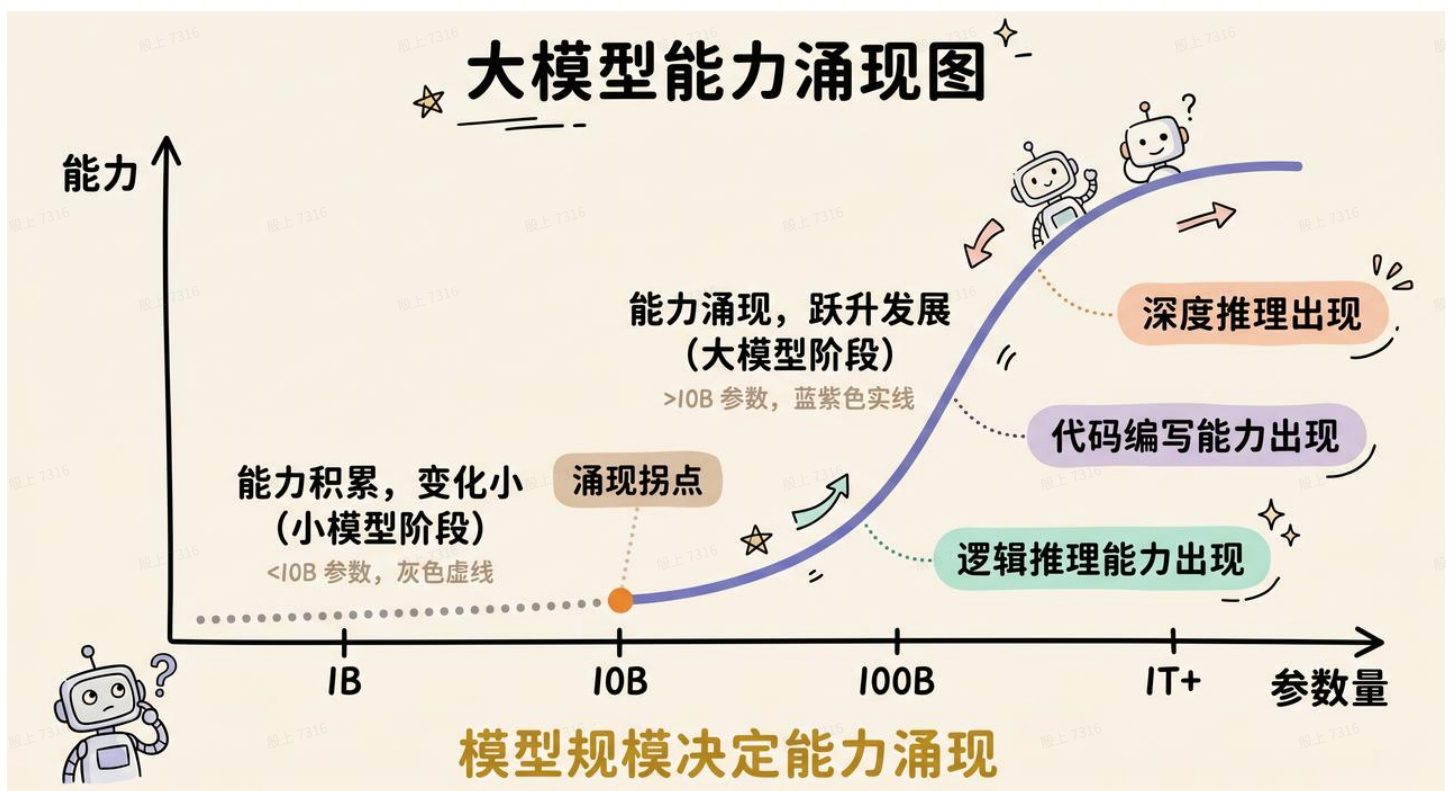 大模型能力涌现图
能力
能力涌现，跃升发展
（大模型阶段）
>10B 参数，蓝紫色实线
深度推理出现
代码编写能力出现
能力积累，变化小
（小模型阶段）
<10B 参数，灰色虚线
涌现拐点
逻辑推理能力出现
1B
10B
100B
1T+
参数量
模型规模决定能力涌现
殷上 7316